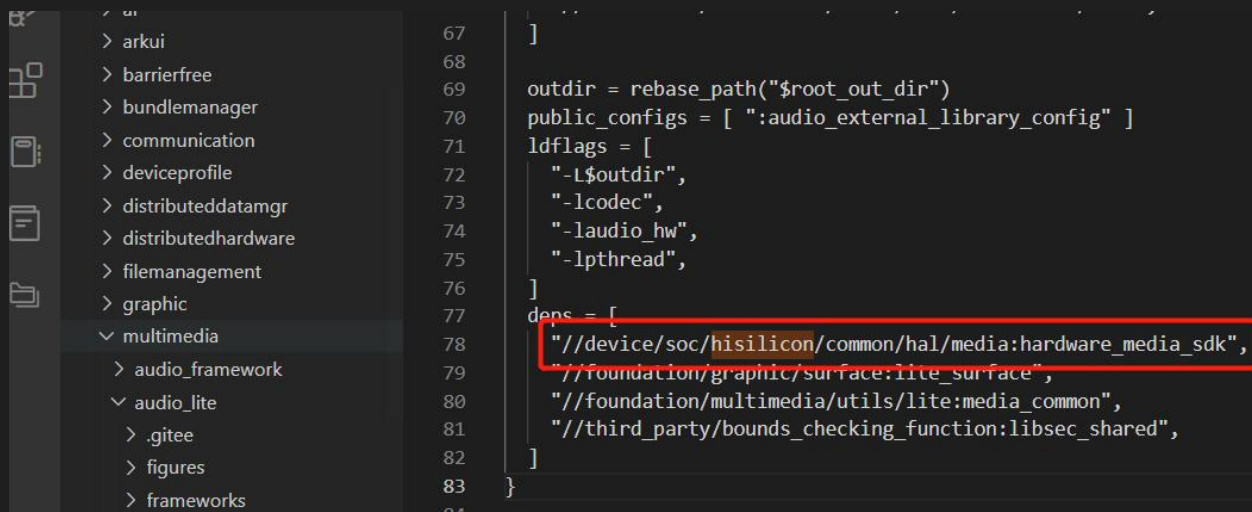 arkui
barrierfree
bundlemanager
communication
deviceprofile
distributeddatamgr
distributedhardware
filemanagement
graphic
multimedia
audio_framework
audio_lite
.gitee
figures
frameworks
67 ]
68
69 outdir = rebase_path("$root_out_dir")
70 public_configs = [ ":audio_external_library_config" ]
71 ldflags = [
72 "-L$outdir",
73 "-lcodec",
74 "-laudio_hw",
75 "-lpthread",
76 ]
77 deps = [
78 "//device/soc/hisilicon/common/hal/media:hardware_media_sdk",
79 "//foundation/graphic/surface:lite_surface",
80 "//foundation/multimedia/utils/lite:media_common",
81 "//third_party/bounds_checking_function:libsec_shared",
82 ]
83 }